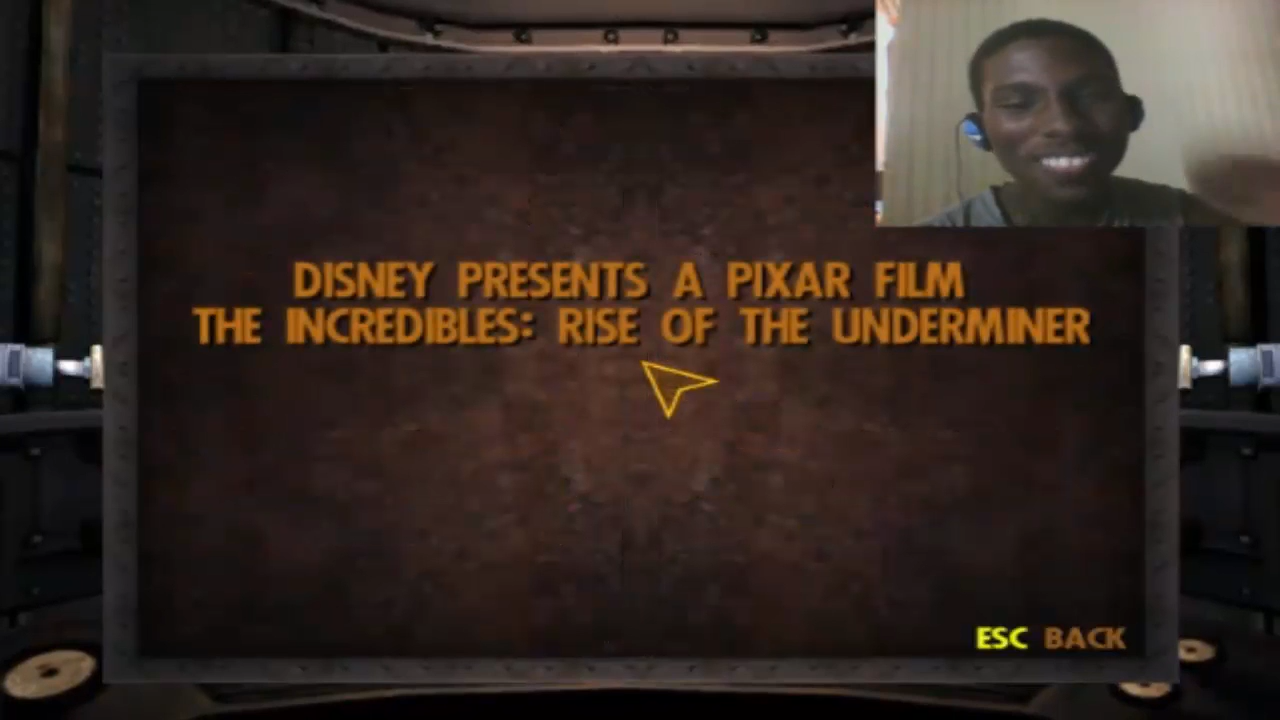 DISNEY PRESENTS A PIXAR FILM
THE INCREDIBLES: RISE OF THE UNDERMINER
ESC BACK